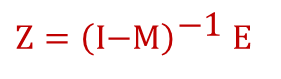 Z = (I−M)⁻¹ E